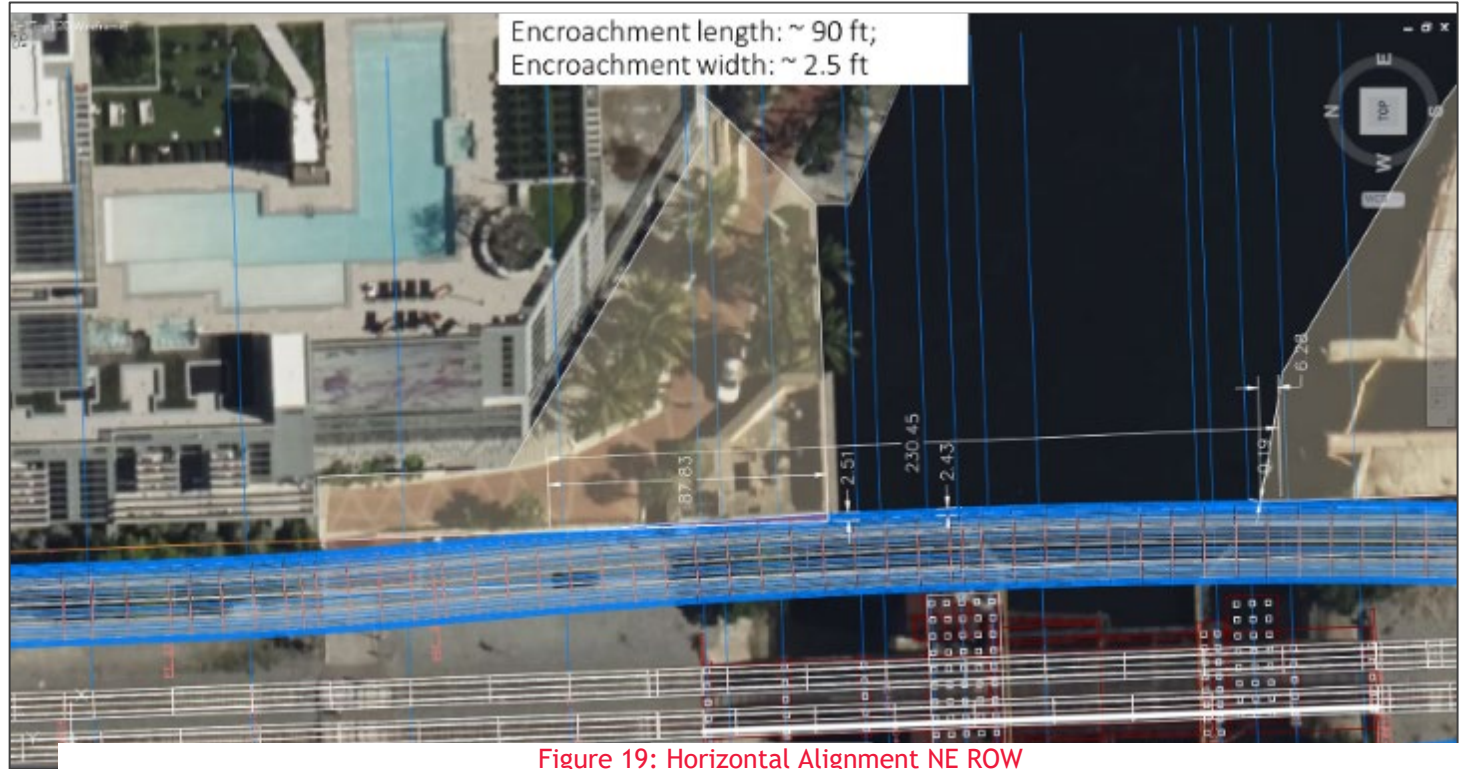 Encroachment length: ~ 90 ft;
Encroachment width: ~ 2.5 ft
E
N
TOP
S
W
6.28
230.45
2.51
2.43
0.19
87.83
X
Y
Figure 19: Horizontal Alignment NE ROW